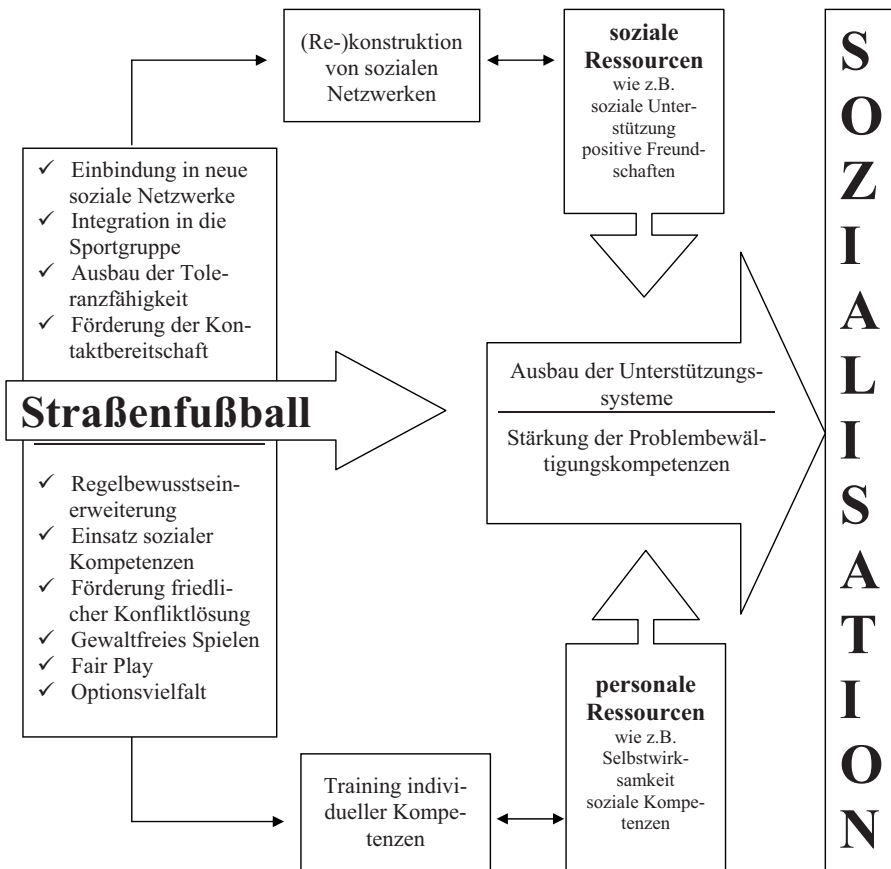 (Re-)konstruktion
von sozialen
Netzwerken
soziale
Ressourcen
wie z.B.
soziale Unter-
stützung
positive Freund-
schaften
✓ Einbindung in neue
soziale Netzwerke
✓ Integration in die
Sportgruppe
✓ Ausbau der Tole-
ranzfähigkeit
✓ Förderung der Kon-
taktbereitschaft
Straßenfußball
✓ Regelbewusstsein-
erweiterung
✓ Einsatz sozialer
Kompetenzen
✓ Förderung friedli-
cher Konfliktlösung
✓ Gewaltfreies Spielen
✓ Fair Play
✓ Optionsvielfalt
Ausbau der Unterstützungs-
systeme
Stärkung der Problembewäl-
tigungskompetenzen
Training indivi-
dueller Kompe-
tenzen
personale
Ressourcen
wie z.B.
Selbstwirk-
samkeit
soziale Kompe-
tenzen
SOZIALISATION